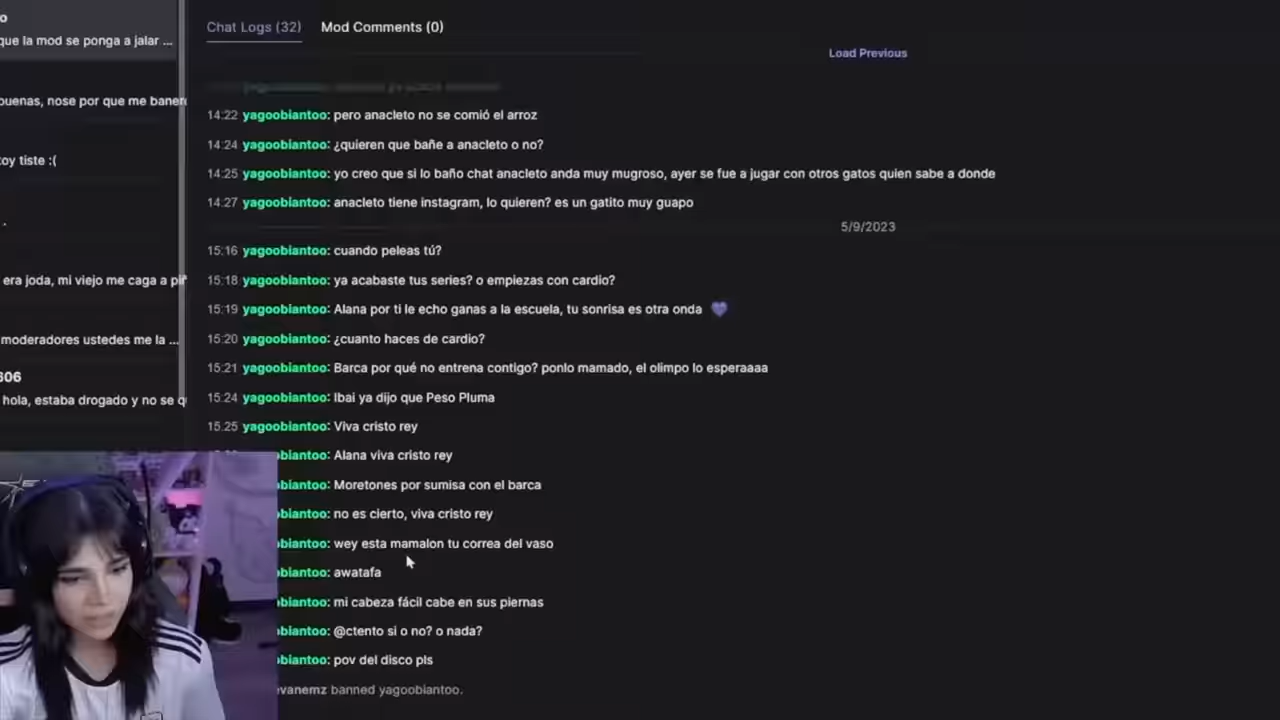 o
que la mod se ponga a jalar ...
buenas, nose por que me baner
toy tiste :(
.
era joda, mi viejo me caga a piñ
moderadores ustedes me la ...
606
hola, estaba drogado y no se q
Chat Logs (32) Mod Comments (0)
Load Previous
14:22 yagoobiantoo: pero anacleto no se comió el arroz
14:24 yagoobiantoo: ¿quieren que bañe a anacleto o no?
14:25 yagoobiantoo: yo creo que si lo baño chat anacleto anda muy mugroso, ayer se fue a jugar con otros gatos quien sabe a donde
14:27 yagoobiantoo: anacleto tiene instagram, lo quieren? es un gatito muy guapo
5/9/2023
15:16 yagoobiantoo: cuando peleas tú?
15:18 yagoobiantoo: ya acabaste tus series? o empiezas con cardio?
15:19 yagoobiantoo: Alana por ti le echo ganas a la escuela, tu sonrisa es otra onda 💜
15:20 yagoobiantoo: ¿cuanto haces de cardio?
15:21 yagoobiantoo: Barca por qué no entrena contigo? ponlo mamado, el olimpo lo esperaaaa
15:24 yagoobiantoo: Ibai ya dijo que Peso Pluma
15:25 yagoobiantoo: Viva cristo rey
obiantoo: Alana viva cristo rey
obiantoo: Moretones por sumisa con el barca
obiantoo: no es cierto, viva cristo rey
obiantoo: wey esta mamalon tu correa del vaso
obiantoo: awatafa
obiantoo: mi cabeza fácil cabe en sus piernas
obiantoo: @ctento si o no? o nada?
obiantoo: pov del disco pls
evanemz banned yagoobiantoo.